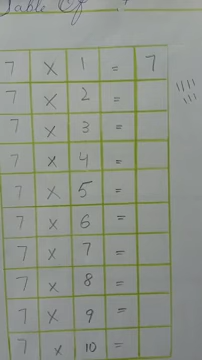 Table Of
7 × 1 = 7
7 × 2 =
7 × 3 =
7 × 4 =
7 × 5 =
7 × 6 =
7 × 7 =
7 × 8 =
7 × 9 =
7 × 10 =